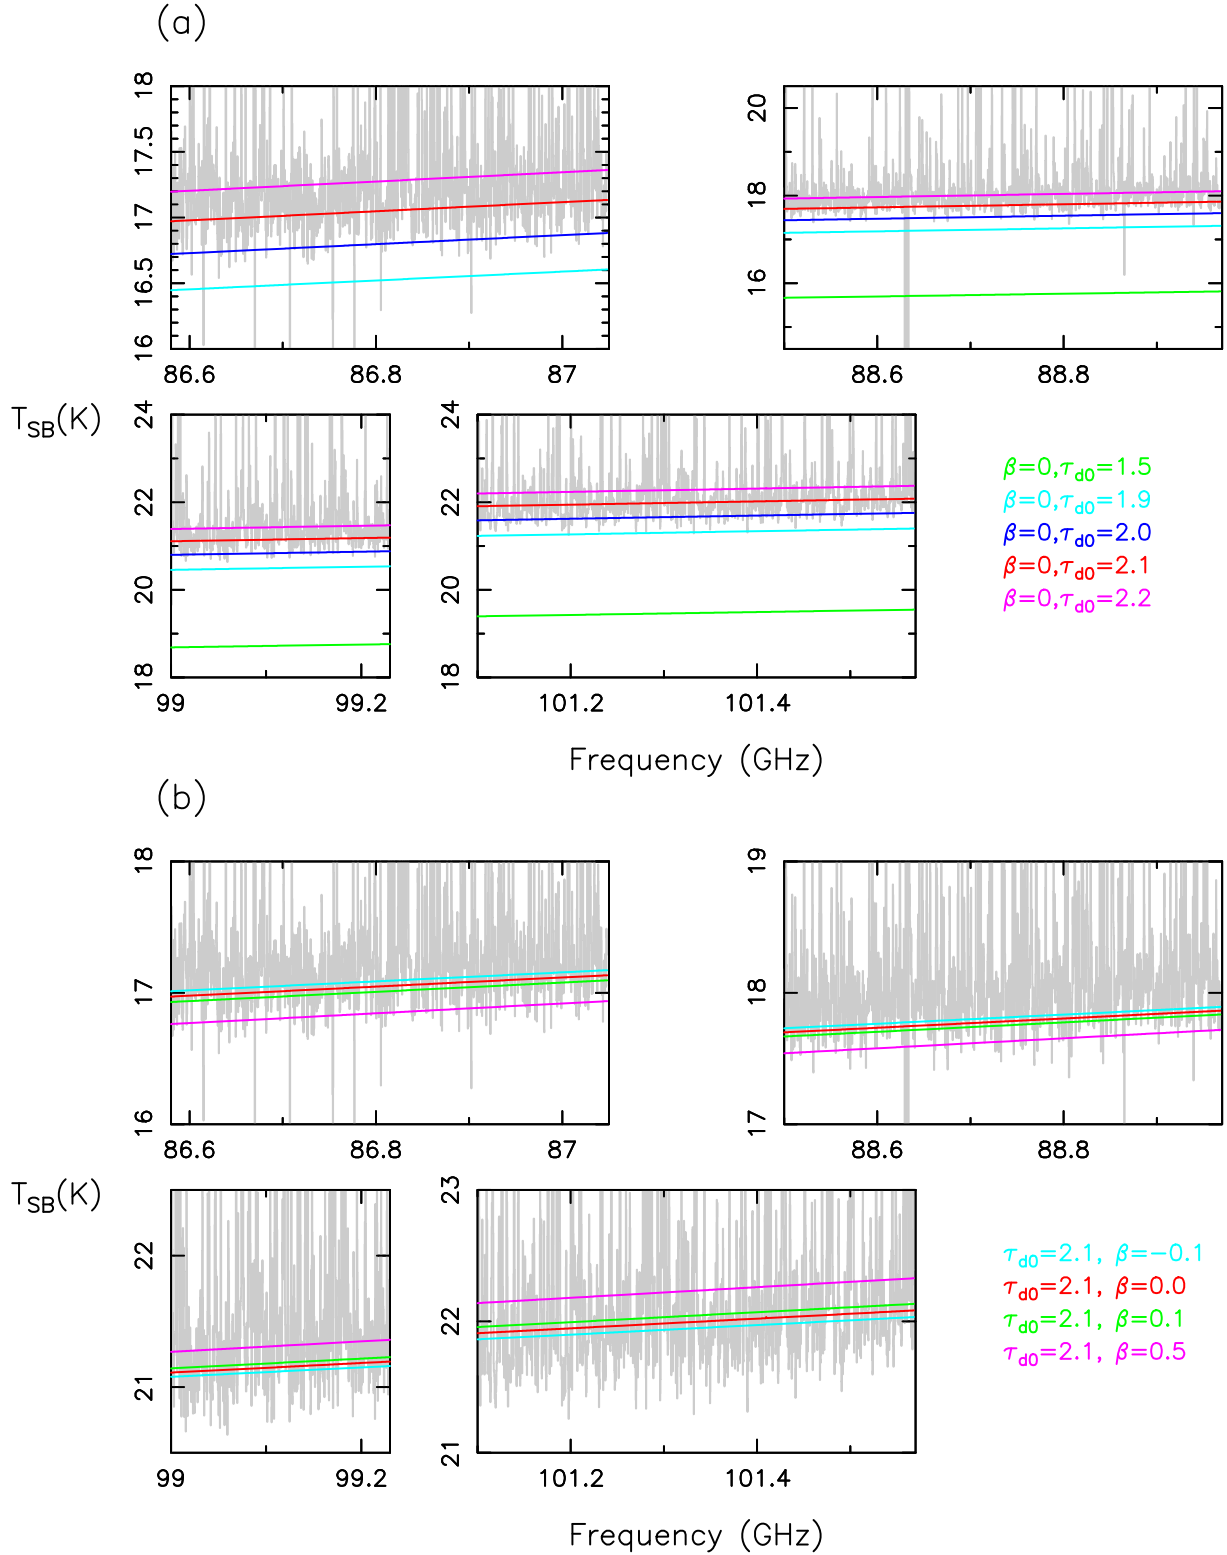 (a)
18
17.5
17
16.5
16
86.6 86.8 87
20
18
16
88.6 88.8
T_SB(K)
24
22
20
18
99 99.2
24
22
20
18
101.2 101.4
β=0,τ_d0=1.5
β=0,τ_d0=1.9
β=0,τ_d0=2.0
β=0,τ_d0=2.1
β=0,τ_d0=2.2
Frequency (GHz)
(b)
18
17
16
86.6 86.8 87
19
18
17
88.6 88.8
T_SB(K)
22
21
99 99.2
23
22
21
101.2 101.4
τ_d0=2.1, β=−0.1
τ_d0=2.1, β=0.0
τ_d0=2.1, β=0.1
τ_d0=2.1, β=0.5
Frequency (GHz)